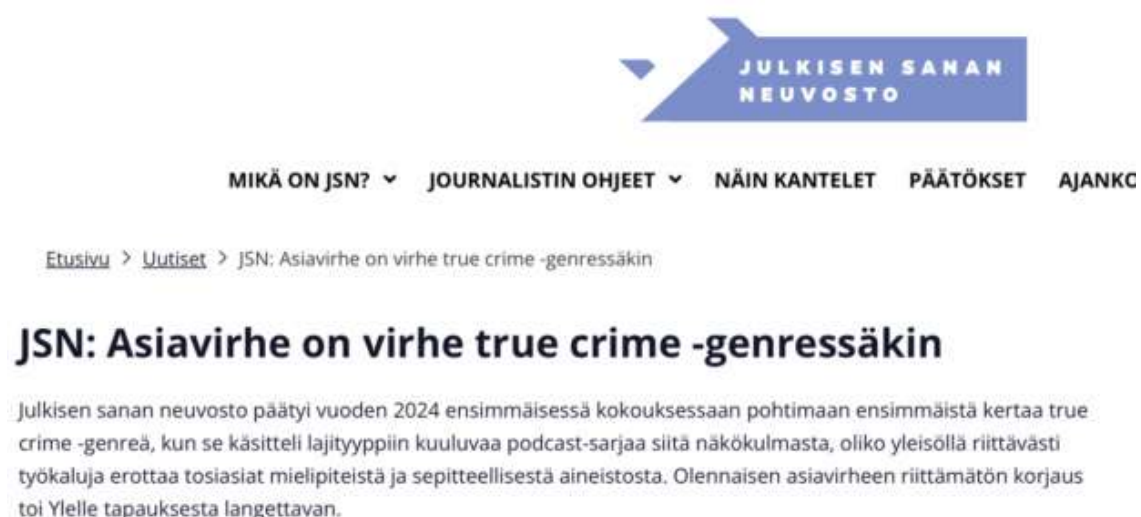 JULKISEN SANAN
NEUVOSTO
MIKÄ ON JSN? JOURNALISTIN OHJEET NÄIN KANTELET PÄÄTÖKSET AJANKO
Etusivu > Uutiset > JSN: Asiavirhe on virhe true crime -genressäkin
JSN: Asiavirhe on virhe true crime -genressäkin
Julkisen sanan neuvosto päätyi vuoden 2024 ensimmäisessä kokouksessaan pohtimaan ensimmäistä kertaa true
crime -genreä, kun se käsitteli lajityyppiin kuuluvaa podcast-sarjaa siitä näkökulmasta, oliko yleisöllä riittävästi
työkaluja erottaa tosiasiat mielipiteistä ja sepitteellisestä aineistosta. Olennaisen asiavirheen riittämätön korjaus
toi Ylelle tapauksesta langettavan.